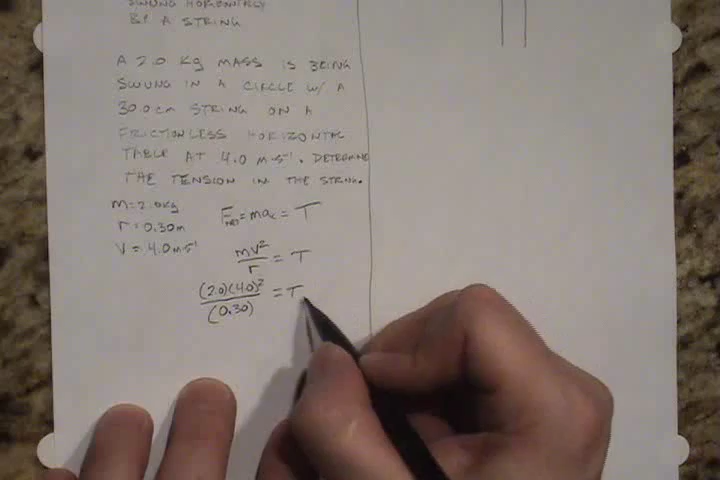 SWUNG HORIZONTALLY
BY A STRING
A 2.0 Kg MASS IS BEING
SWUNG IN A CIRCLE W/ A
30.0 cm STRING ON A
FRICTIONLESS HORIZONTAL
TABLE AT 4.0 m·s⁻¹. DETERMINE
THE TENSION IN THE STRING.
m = 2.0 kg
r = 0.30 m
V = 4.0 m·s⁻¹
F_NET = ma_c = T
mv²/r = T
(2.0)(4.0)²/(0.30) = T